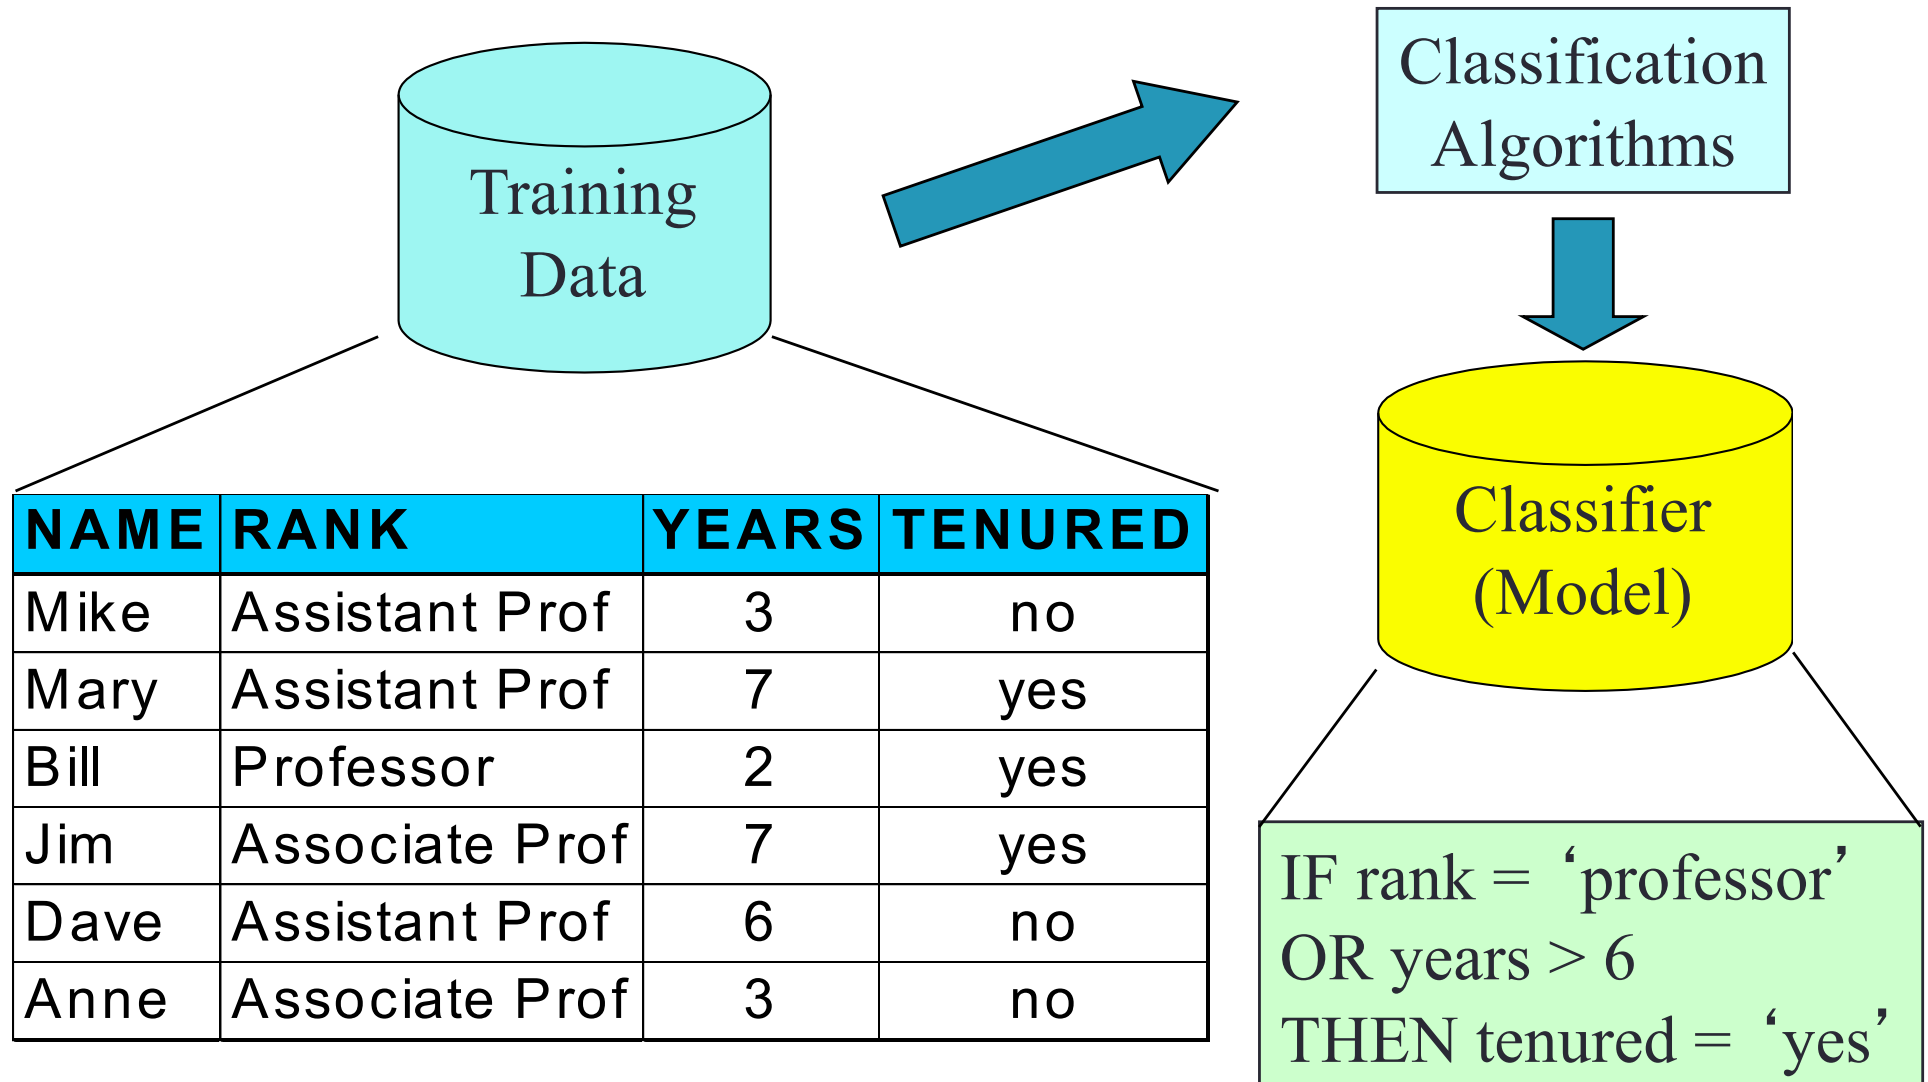 Training
Data
Classification
Algorithms
NAME RANK YEARS TENURED
Mike Assistant Prof 3 no
Mary Assistant Prof 7 yes
Bill Professor 2 yes
Jim Associate Prof 7 yes
Dave Assistant Prof 6 no
Anne Associate Prof 3 no
Classifier
(Model)
IF rank = ‘professor’
OR years > 6
THEN tenured = ‘yes’